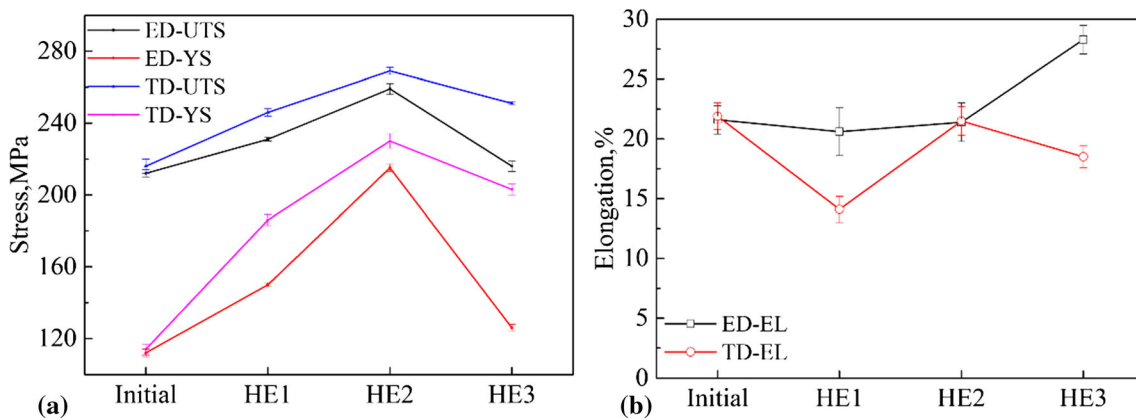 ED-UTS
ED-YS
TD-UTS
TD-YS
Stress,MPa
280
240
200
160
120
Initial HE1 HE2 HE3
(a)
Elongation,%
30
25
20
15
10
5
0
ED-EL
TD-EL
Initial HE1 HE2 HE3
(b)